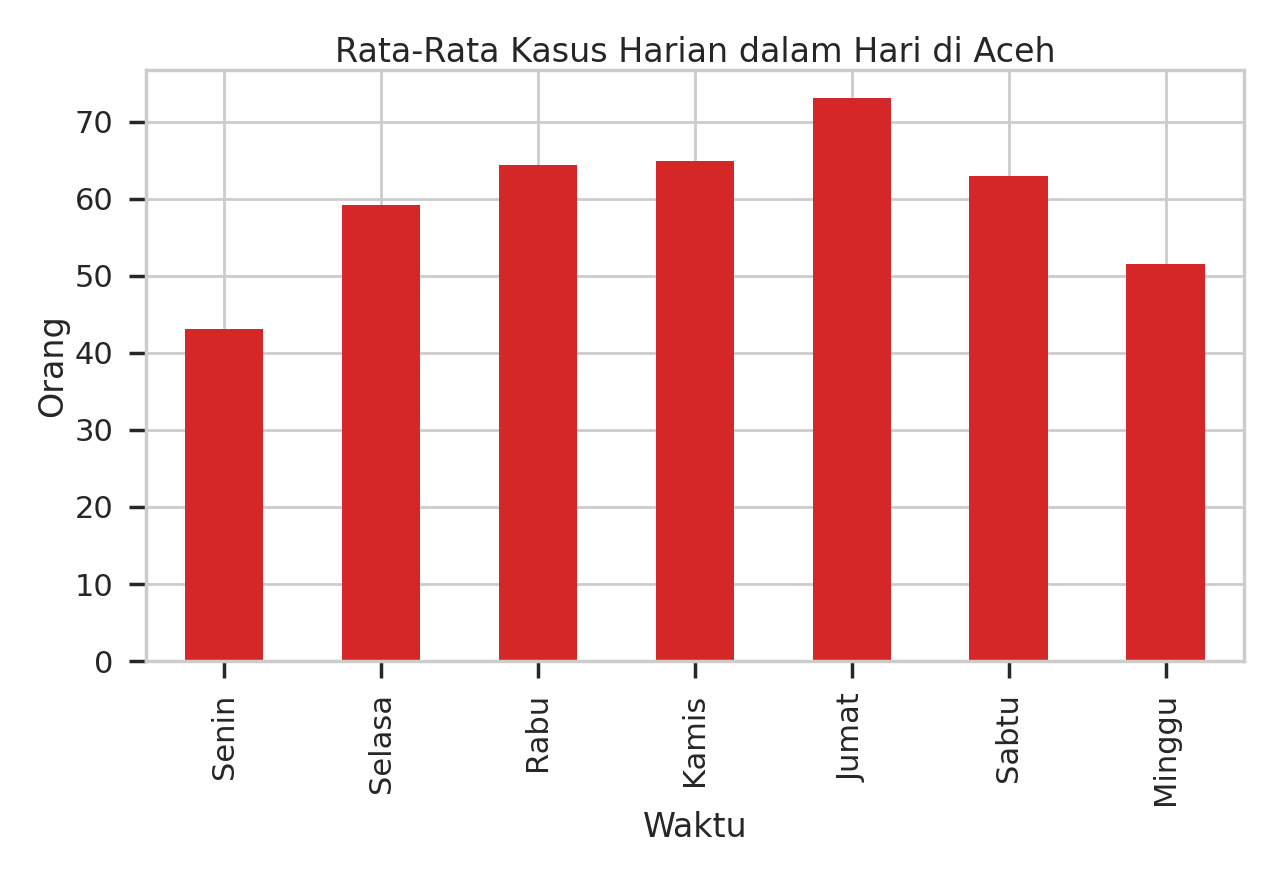 Rata-Rata Kasus Harian dalam Hari di Aceh
Orang
70
60
50
40
30
20
10
0
Senin
Selasa
Rabu
Kamis
Jumat
Sabtu
Minggu
Waktu